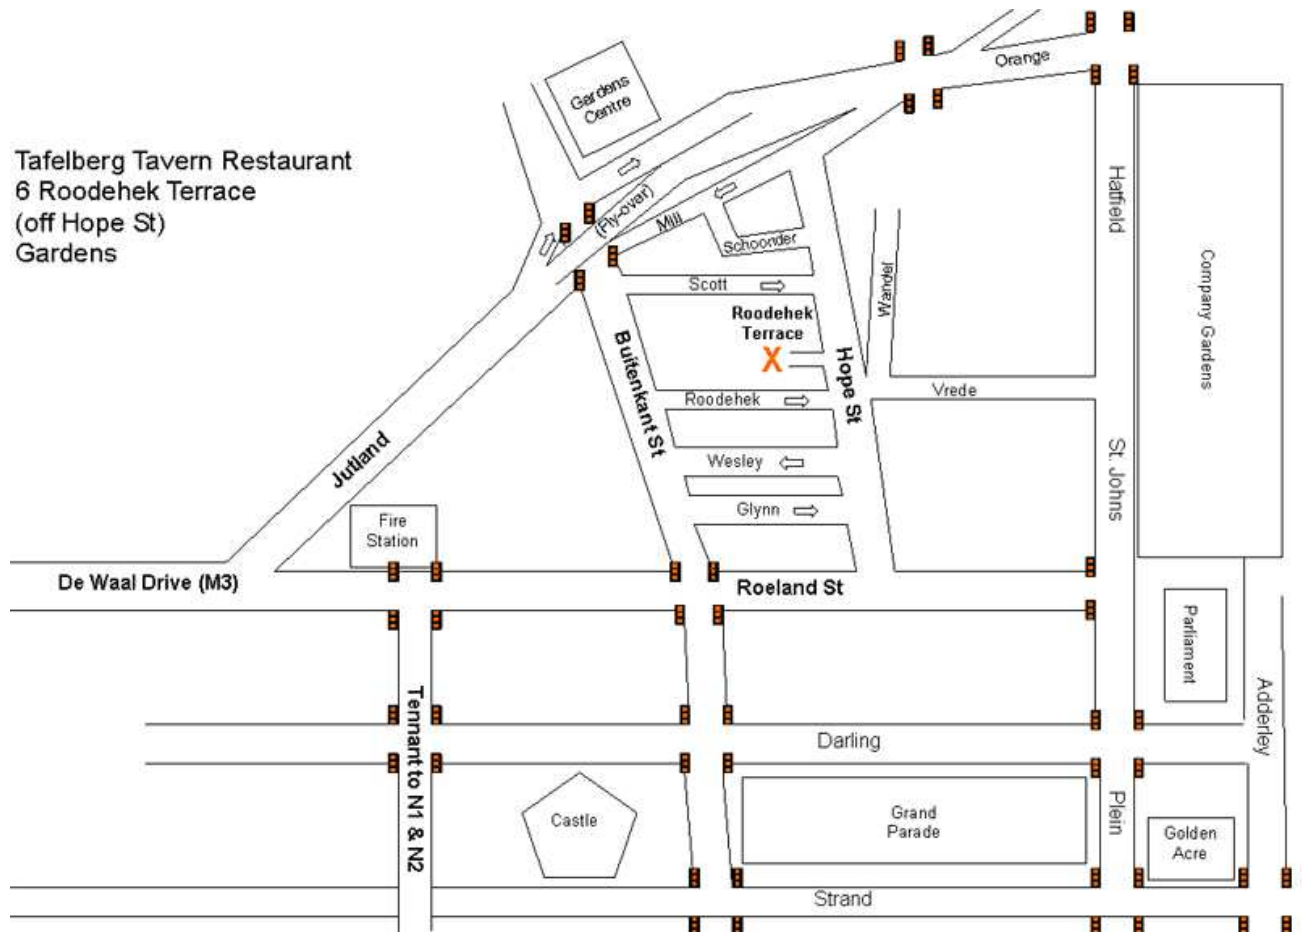 Tafelberg Tavern Restaurant
6 Roodehek Terrace
(off Hope St)
Gardens
Gardens
Centre
Orange
(Fly-over)
Mill
Schoonder
Hatfield
Scott
Wandel
Company Gardens
Roodehek
Terrace
X
Buitenkant St
Hope St
Vrede
Roodehek
Jutland
Wesley
St. Johns
Glynn
Fire
Station
De Waal Drive (M3)
Roeland St
Parliament
Tennant to N1 & N2
Adderley
Darling
Castle
Grand
Parade
Plein
Golden
Acre
Strand